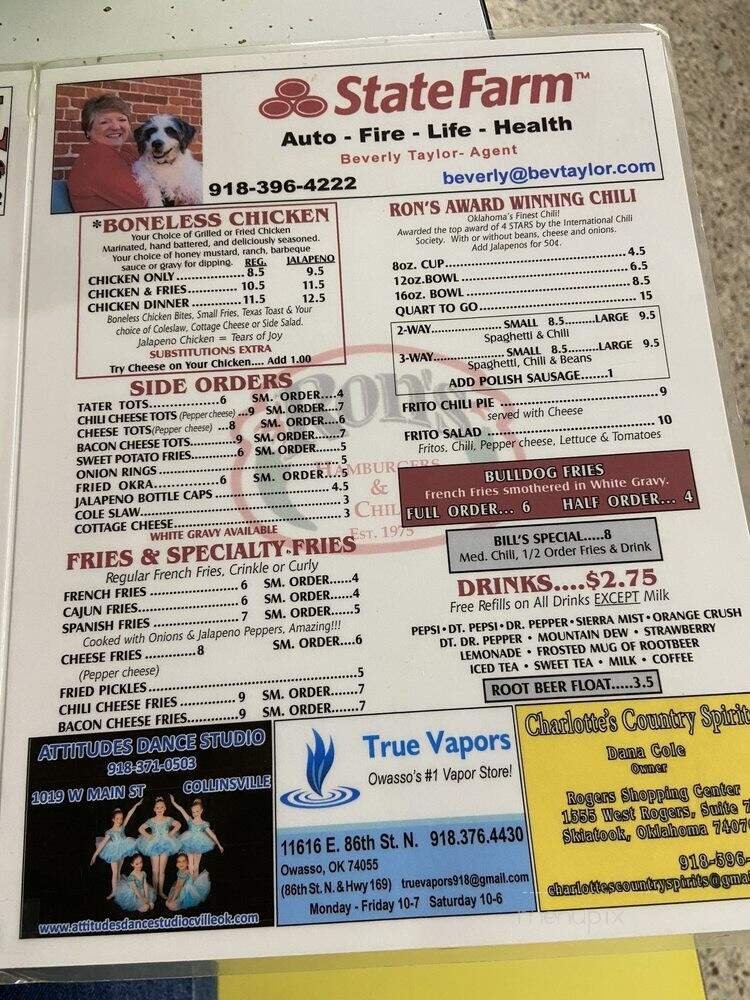 State Farm™
Auto - Fire - Life - Health
Beverly Taylor- Agent
918-396-4222
beverly@bevtaylor.com
*BONELESS CHICKEN
Your Choice of Grilled or Fried Chicken
Marinated, hand battered, and deliciously seasoned.
Your choice of honey mustard, ranch, barbeque
sauce or gravy for dipping. REG. JALAPENO
CHICKEN ONLY....................8.5 9.5
CHICKEN & FRIES................ 10.5 11.5
CHICKEN DINNER................11.5 12.5
Boneless Chicken Bites, Small Fries, Texas Toast & Your
choice of Coleslaw, Cottage Cheese or Side Salad.
Jalapeno Chicken = Tears of Joy
SUBSTITUTIONS EXTRA
Try Cheese on Your Chicken.... Add 1.00
SIDE ORDERS
TATER TOTS................6 SM. ORDER....4
CHILI CHEESE TOTS (Pepper cheese) ...9 SM. ORDER....7
CHEESE TOTS (Pepper cheese) ...8 SM. ORDER...6
BACON CHEESE TOTS.........9 SM. ORDER......7
SWEET POTATO FRIES..........6 SM. ORDER......5
ONION RINGS ........................................5
FRIED OKRA..................6 SM. ORDER...5
JALAPENO BOTTLE CAPS ........................ 4.5
COLE SLAW..........................................3
COTTAGE CHEESE....................................3
WHITE GRAVY AVAILABLE
FRIES & SPECIALTY FRIES
Regular French Fries, Crinkle or Curly
FRENCH FRIES .................... 6 SM. ORDER......4
CAJUN FRIES....................... 6 SM. ORDER......4
SPANISH FRIES ................... 7 SM. ORDER......5
Cooked with Onions & Jalapeno Peppers, Amazing!!!
CHEESE FRIES ...........8 SM. ORDER....6
(Pepper cheese)
FRIED PICKLES.............................................5
CHILI CHEESE FRIES ............ 9 SM. ORDER.......7
BACON CHEESE FRIES............9 SM. ORDER.......7
RON'S AWARD WINNING CHILI
Oklahoma's Finest Chili!
Awarded the top award of 4 STARS by the International Chili
Society. With or without beans, cheese and onions.
Add Jalapenos for 50¢.
8oz. CUP................................................4.5
12oz.BOWL.............................................6.5
16oz. BOWL ...........................................8.5
QUART TO GO......................................... 15
2-WAY.................... SMALL 8.5.........LARGE 9.5
Spaghetti & Chili
3-WAY.................... SMALL 8.5.........LARGE 9.5
Spaghetti, Chili & Beans
ADD POLISH SAUSAGE......1
FRITO CHILI PIE .......................................9
served with Cheese
FRITO SALAD ......................................... 10
Fritos, Chili, Pepper cheese, Lettuce & Tomatoes
BULLDOG FRIES
French Fries smothered in White Gravy.
FULL ORDER... 6 HALF ORDER... 4
BILL'S SPECIAL.....8
Med. Chili, 1/2 Order Fries & Drink
DRINKS....$2.75
Free Refills on All Drinks EXCEPT Milk
PEPSI • DT. PEPSI • DR. PEPPER • SIERRA MIST • ORANGE CRUSH
DT. DR. PEPPER • MOUNTAIN DEW • STRAWBERRY
LEMONADE • FROSTED MUG OF ROOTBEER
ICED TEA • SWEET TEA • MILK • COFFEE
ROOT BEER FLOAT.....3.5
Ron's
HAMBURGERS
&
CHILI
EST. 1975
ATTITUDES DANCE STUDIO
918-371-0503
1019 W MAIN ST COLLINSVILLE
www.attitudesdancestudiocvilleok.com
True Vapors
Owasso's #1 Vapor Store!
11616 E. 86th St. N. 918.376.4430
Owasso, OK 74055
(86th St. N. & Hwy 169) truevapors918@gmail.com
Monday - Friday 10-7 Saturday 10-6
Charlotte's Country Spirit
Dana Cole
Owner
Rogers Shopping Center
1355 West Rogers, Suite 7
Skiatook, Oklahoma 7407
918-396-
charlottescountryspirits@gmai
menupix